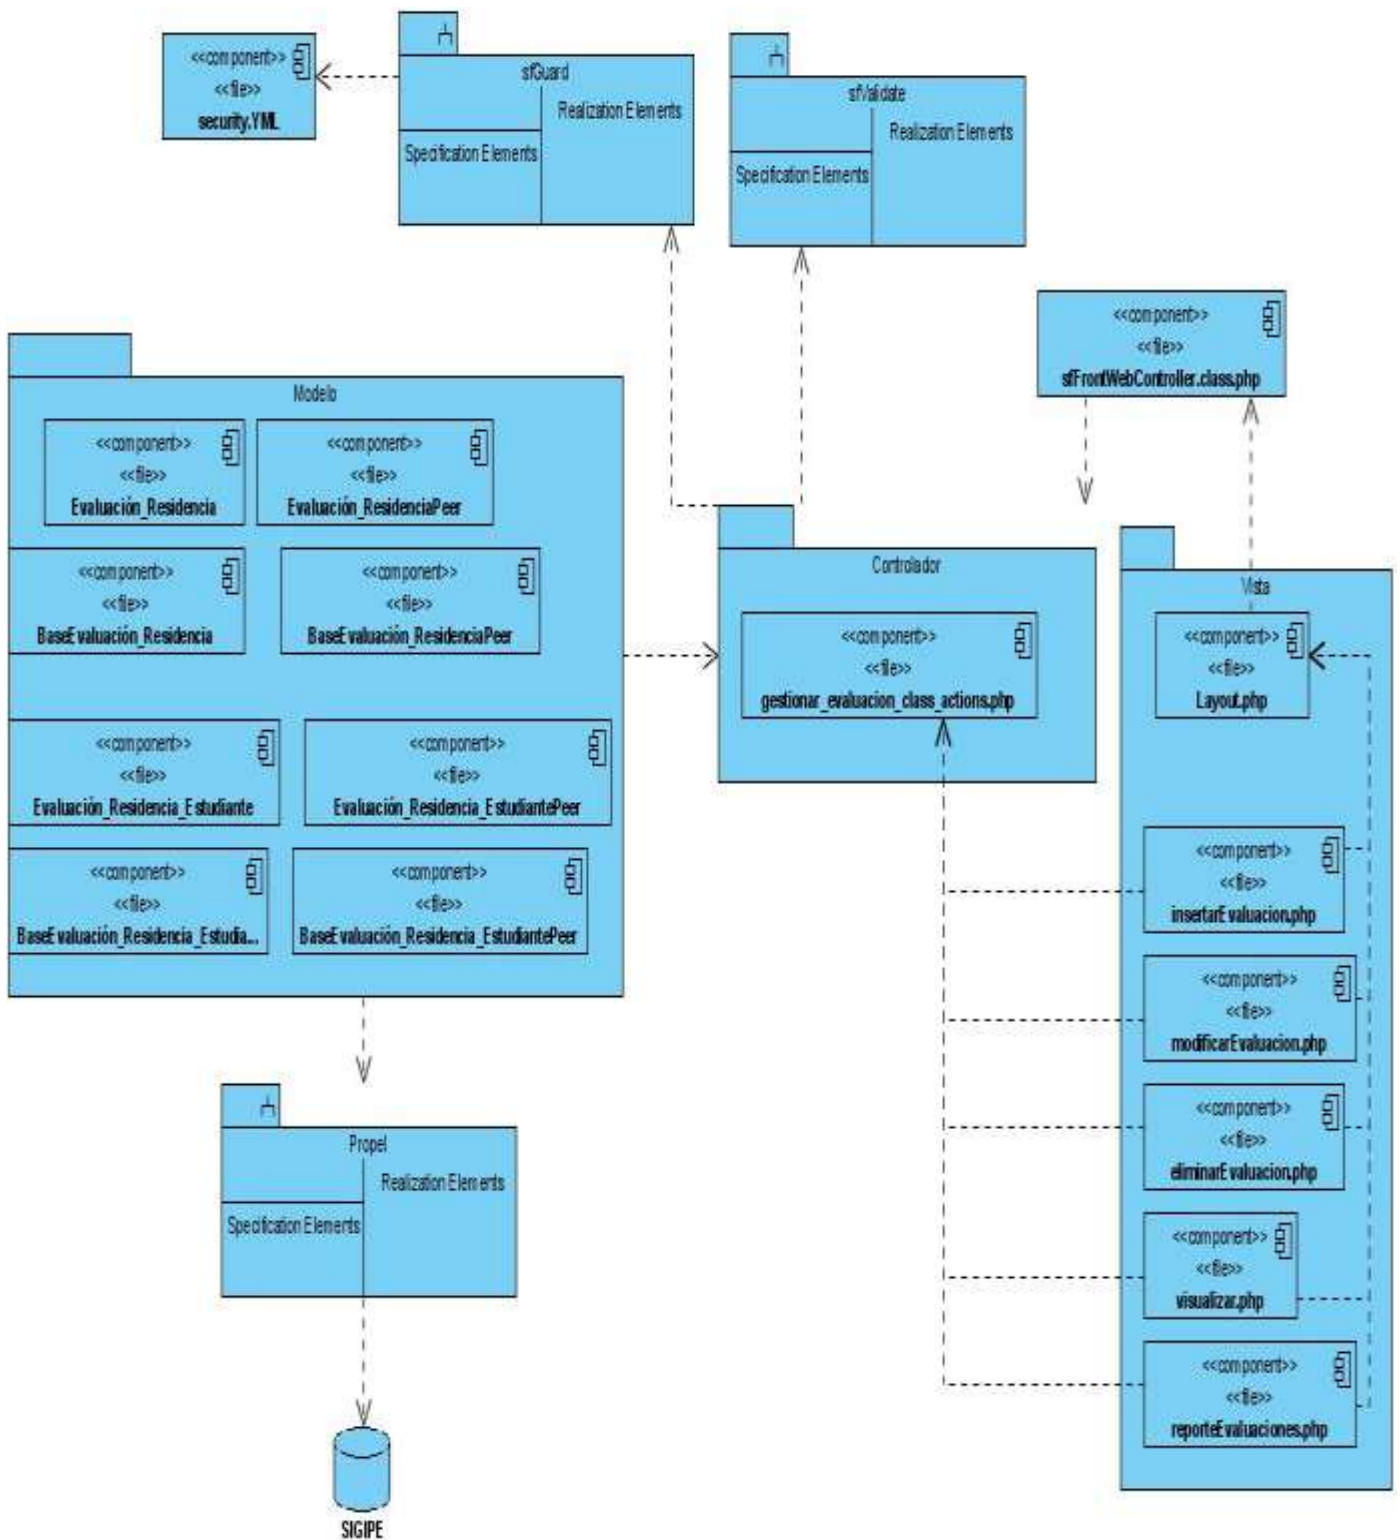 <<component>>
<<file>>
security.YML
sfGuard
Realization Elements
Specification Elements
sfValidate
Realization Elements
Specification Elements
<<component>>
<<file>>
sfFrontWebController.class.php
Modelo
<<component>>
<<file>>
Evaluación_Residencia
<<component>>
<<file>>
Evaluación_ResidenciaPeer
<<component>>
<<file>>
BaseEvaluación_Residencia
<<component>>
<<file>>
BaseEvaluación_ResidenciaPeer
<<component>>
<<file>>
Evaluación_Residencia_Estudiante
<<component>>
<<file>>
Evaluación_Residencia_EstudiantePeer
<<component>>
<<file>>
BaseEvaluación_Residencia_Estudia...
<<component>>
<<file>>
BaseEvaluación_Residencia_EstudiantePeer
Controlador
<<component>>
<<file>>
gestionar_evaluacion_class_actions.php
Vista
<<component>>
<<file>>
Layout.php
<<component>>
<<file>>
insertarEvaluacion.php
<<component>>
<<file>>
modificarEvaluacion.php
<<component>>
<<file>>
eliminarEvaluacion.php
<<component>>
<<file>>
visualizar.php
<<component>>
<<file>>
reporteEvaluaciones.php
Propel
Realization Elements
Specification Elements
SIGIPE